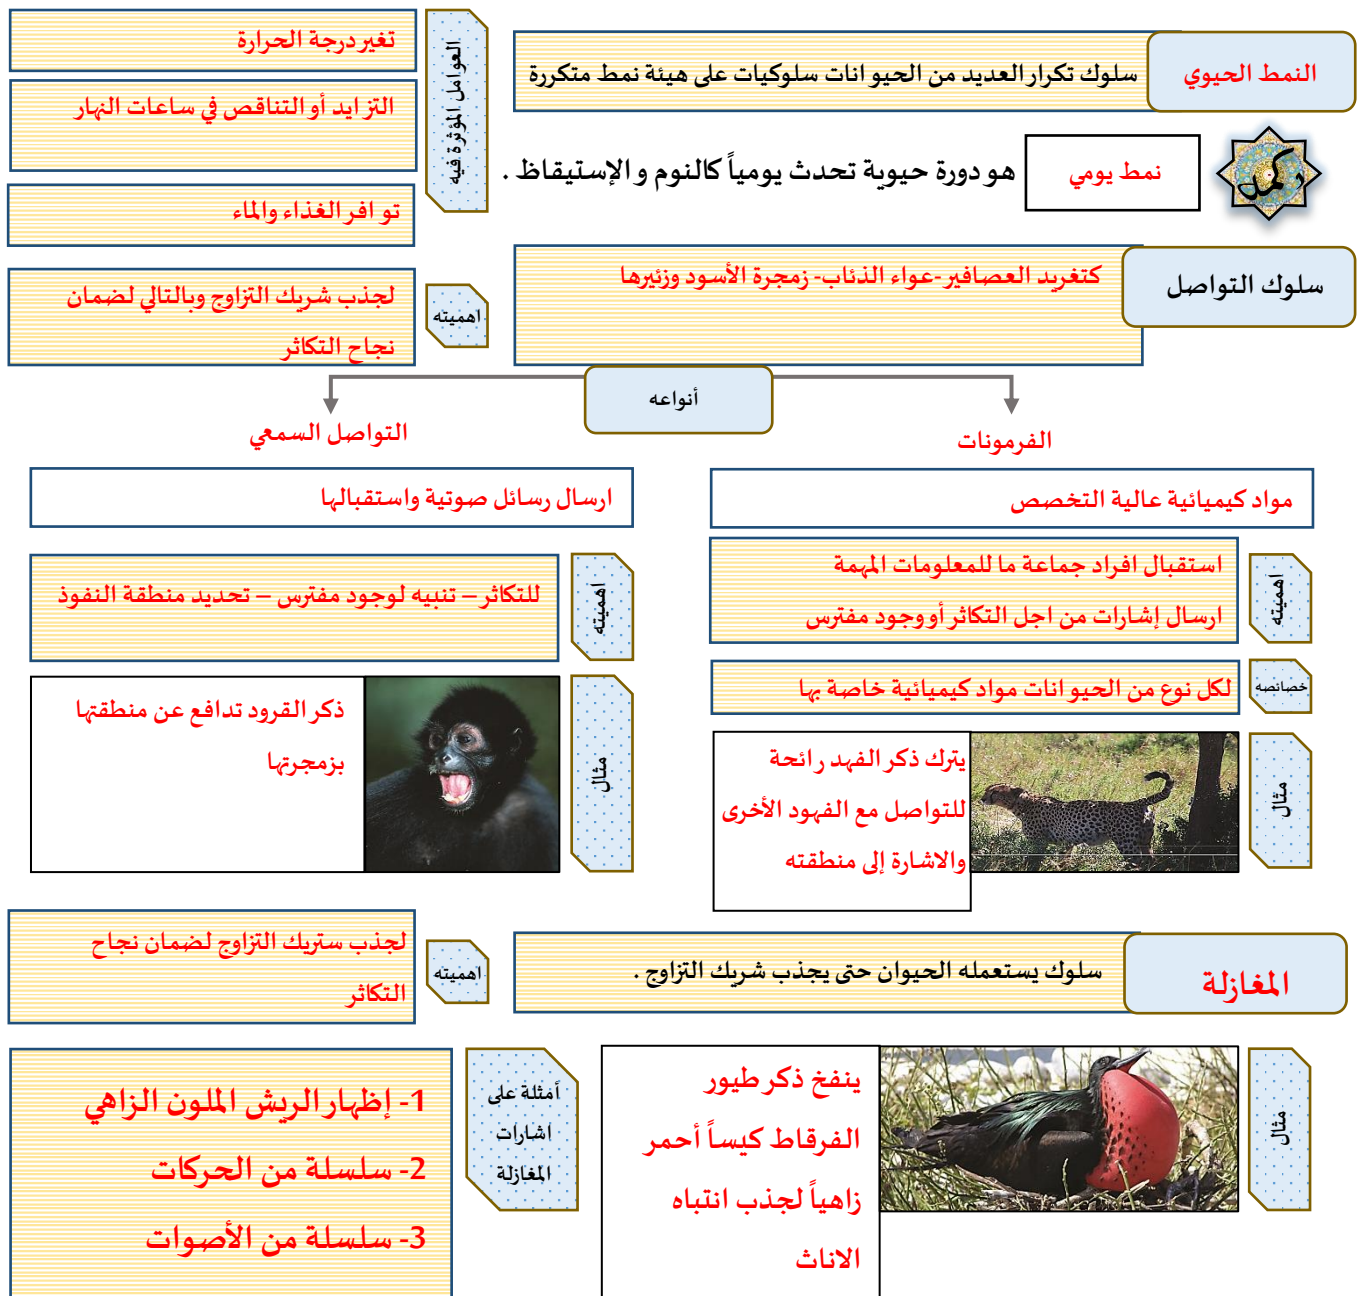 النمط الحيوي
سلوك تكرار العديد من الحيوانات سلوكيات على هيئة نمط متكررة
العوامل المؤثرة فيه
تغير درجة الحرارة
التزايد أو التناقص في ساعات النهار
توافر الغذاء والماء
تكمله
نمط يومي
هو دورة حيوية تحدث يومياً كالنوم والإستيقاظ .
سلوك التواصل
كتغريد العصافير -عواء الذئاب- زمجرة الأسود وزئيرها
اهميته
لجذب شريك التزاوج وبالتالي لضمان
نجاح التكاثر
أنواعه
الفرمونات
مواد كيميائية عالية التخصص
اهميته
استقبال افراد جماعة ما للمعلومات المهمة
ارسال إشارات من اجل التكاثر أو وجود مفترس
خصائصه
لكل نوع من الحيوانات مواد كيميائية خاصة بها
مثال
يترك ذكر الفهد رائحة
للتواصل مع الفهود الأخرى
والاشارة إلى منطقته
التواصل السمعي
ارسال رسائل صوتية واستقبالها
اهميته
للتكاثر – تنبيه لوجود مفترس – تحديد منطقة النفوذ
مثال
ذكر القرود تدافع عن منطقتها
بزمجرتها
المغازلة
سلوك يستعمله الحيوان حتى يجذب شريك التزاوج .
اهميته
لجذب ستريك التزاوج لضمان نجاح
التكاثر
مثال
ينفخ ذكر طيور
الفرقاط كيساً أحمر
زاهياً لجذب انتباه
الاناث
أمثلة على
اشارات
المغازلة
1- إظهار الريش الملون الزاهي
2- سلسلة من الحركات
3- سلسلة من الأصوات